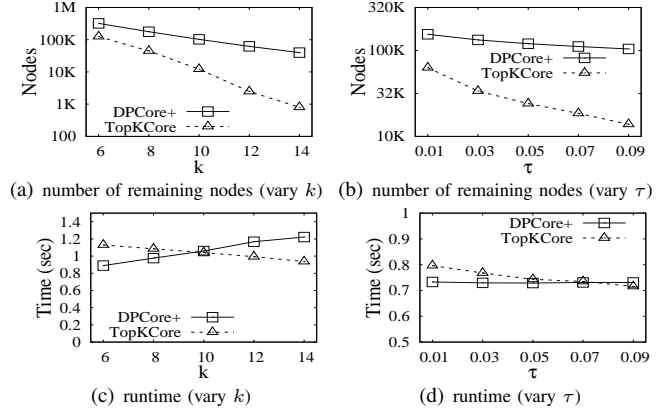 1M
100K
10K
1K
100
Nodes
DPCore+
TopKCore
6 8 10 12 14
k
(a) number of remaining nodes (vary k)
320K
100K
32K
10K
Nodes
DPCore+
TopKCore
0.01 0.03 0.05 0.07 0.09
τ
(b) number of remaining nodes (vary τ)
1.4
1.2
1
0.8
0.6
0.4
0.2
0
Time (sec)
DPCore+
TopKCore
6 8 10 12 14
k
(c) runtime (vary k)
1
0.9
0.8
0.7
0.6
0.5
Time (sec)
DPCore+
TopKCore
0.01 0.03 0.05 0.07 0.09
τ
(d) runtime (vary τ)